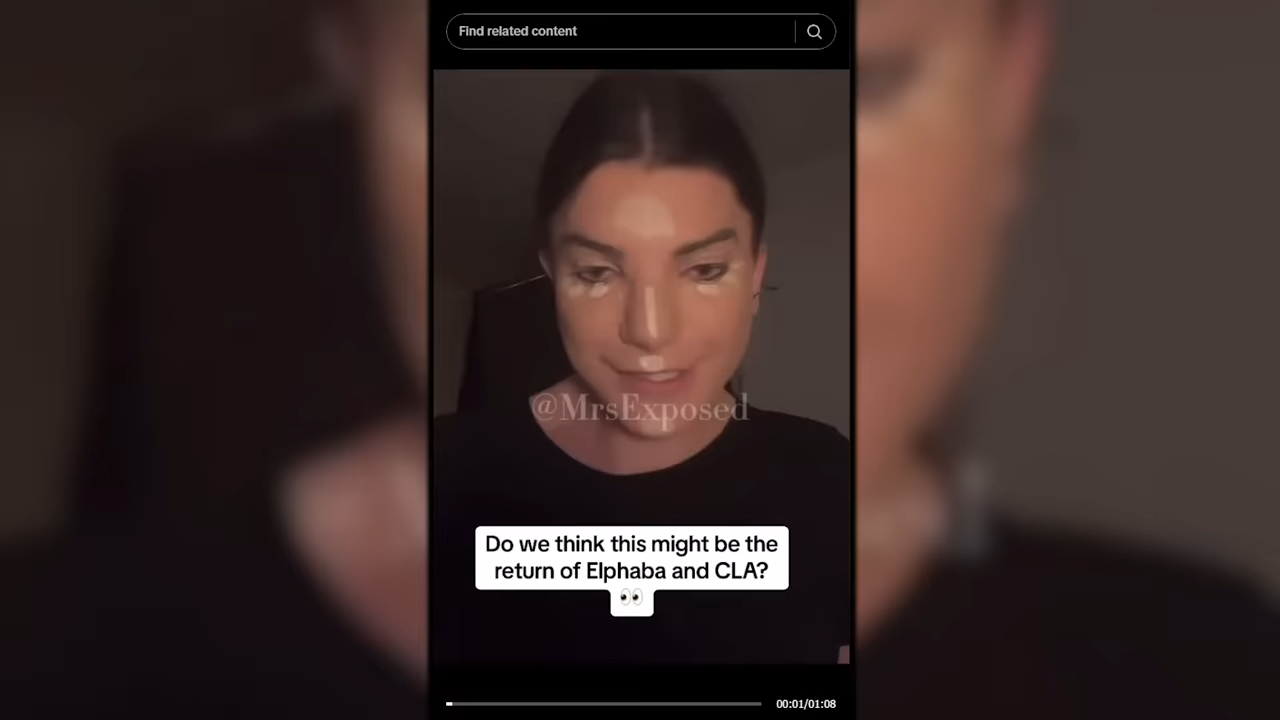 Find related content
@MrsExposed
Do we think this might be the
return of Elphaba and CLA?
👀
00:01/01:08